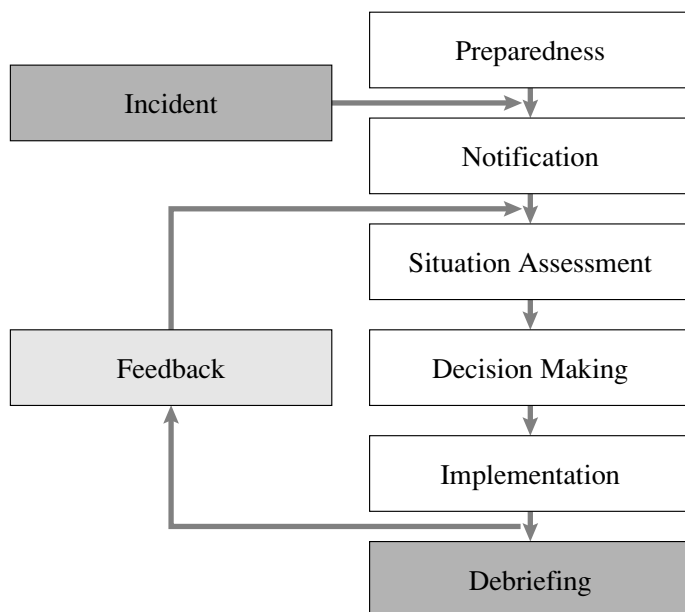 Preparedness
Incident
Notification
Situation Assessment
Feedback
Decision Making
Implementation
Debriefing